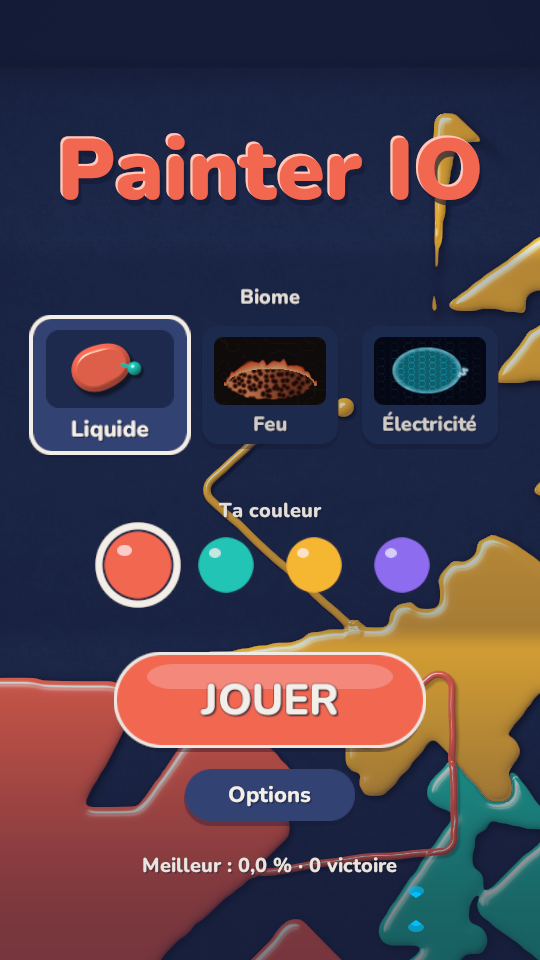 Painter IO
Biome
Liquide
Feu
Électricité
Ta couleur
JOUER
Options
Meilleur : 0,0 % · 0 victoire